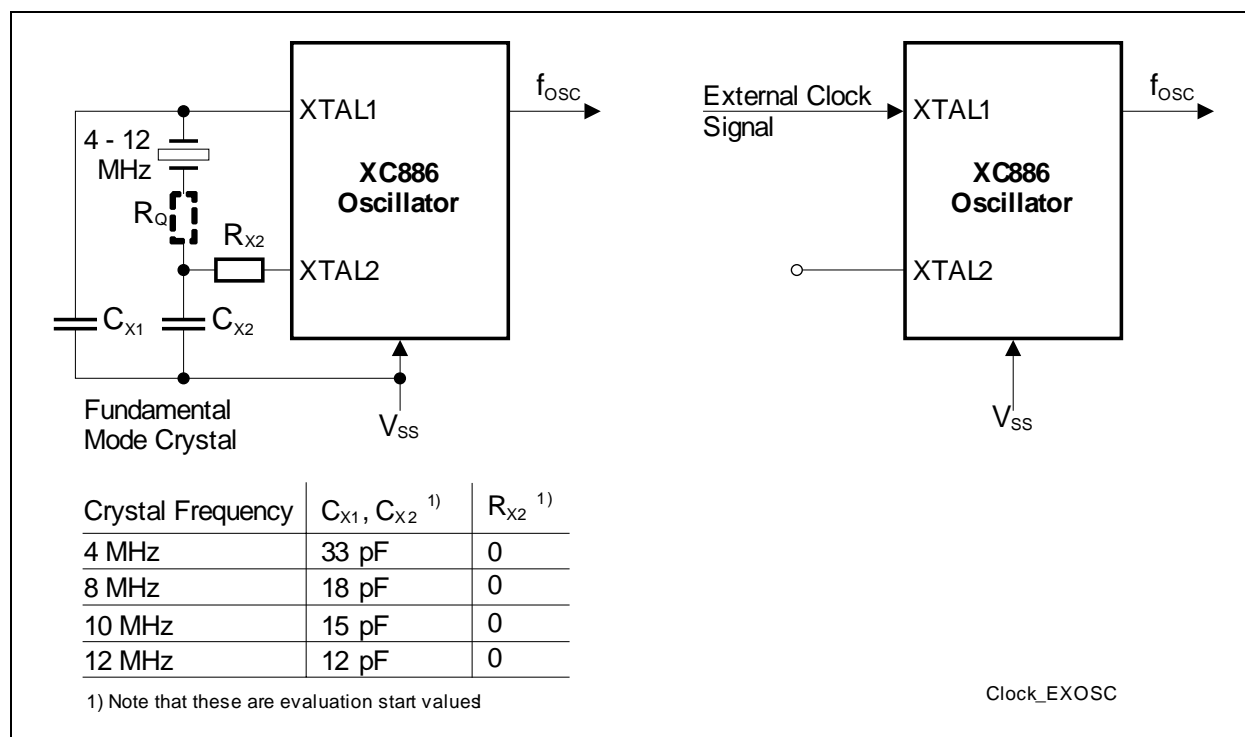 XTAL1
f_OSC
4 - 12
MHz
XC886
Oscillator
R_Q
R_X2
XTAL2
C_X1
C_X2
Fundamental
Mode Crystal
V_SS
External Clock
Signal
XTAL1
f_OSC
XC886
Oscillator
XTAL2
V_SS
Crystal Frequency C_X1, C_X2 1) R_X2 1)
4 MHz 33 pF 0
8 MHz 18 pF 0
10 MHz 15 pF 0
12 MHz 12 pF 0
1) Note that these are evaluation start values!
Clock_EXOSC